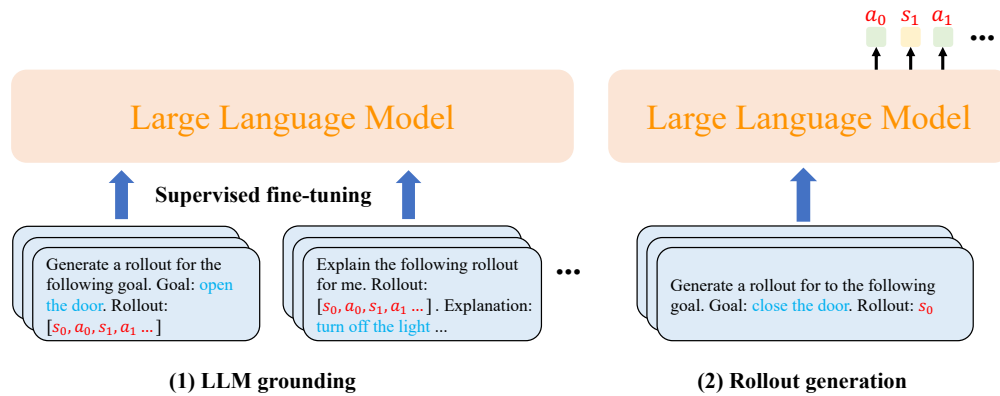 a₀ s₁ a₁ •••
Large Language Model
Large Language Model
Supervised fine-tuning
Generate a rollout for the
following goal. Goal: open
the door. Rollout:
[s₀, a₀, s₁, a₁ ... ]
Explain the following rollout
for me. Rollout:
[s₀, a₀, s₁, a₁ ... ] . Explanation:
turn off the light ...
•••
Generate a rollout for to the following
goal. Goal: close the door. Rollout: s₀
(1) LLM grounding
(2) Rollout generation